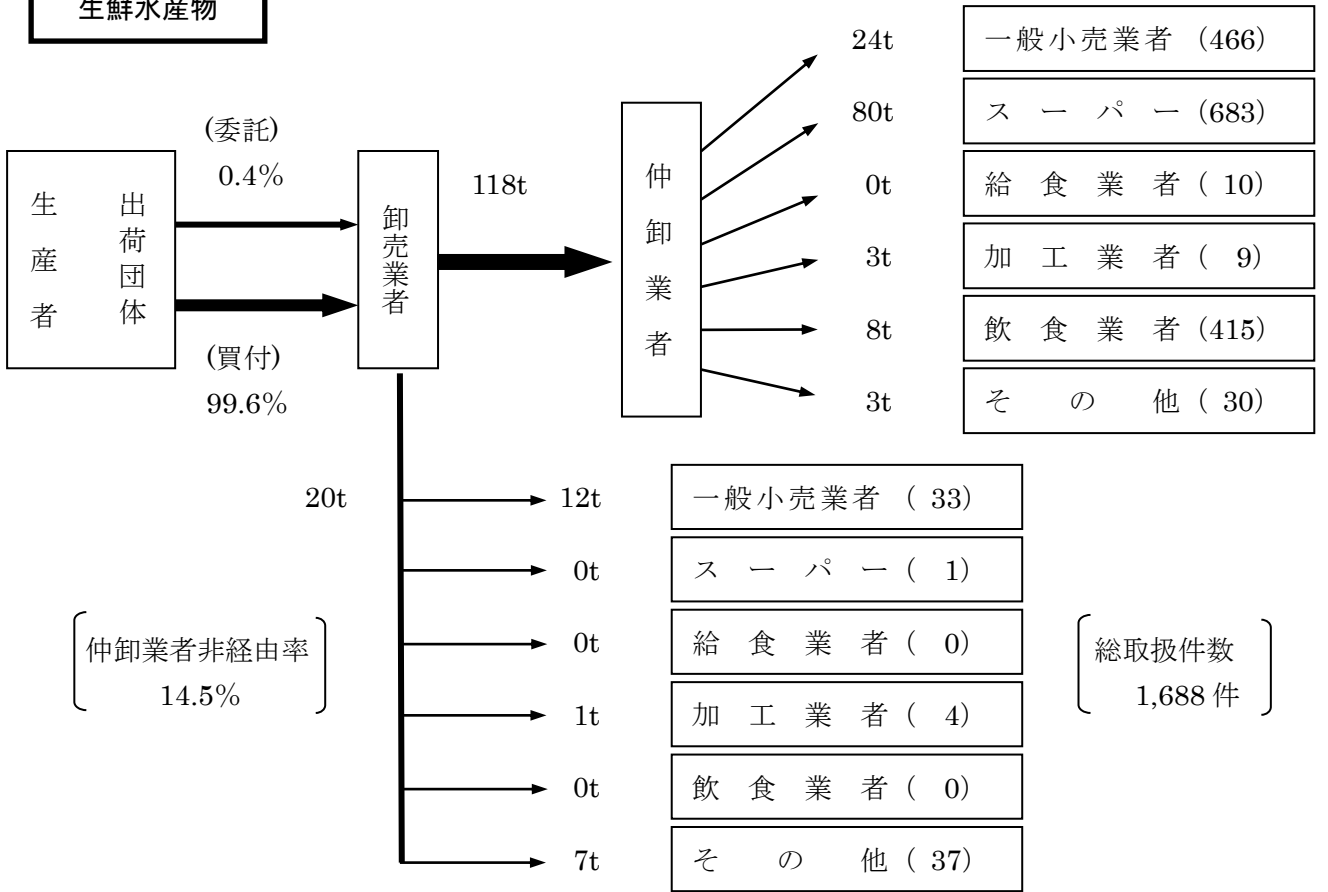 生鮮水産物
24t 一般小売業者 (466)
80t スーパー (683)
(委託)
0.4%
118t
0t 給食業者 ( 10)
生産者
出荷団体
卸売業者
仲卸業者
3t 加工業者 ( 9)
8t 飲食業者 (415)
(買付)
99.6%
3t その他 ( 30)
20t
12t 一般小売業者 ( 33)
0t スーパー ( 1)
0t 給食業者 ( 0)
仲卸業者非経由率
14.5%
総取扱件数
1,688 件
1t 加工業者 ( 4)
0t 飲食業者 ( 0)
7t その他 ( 37)